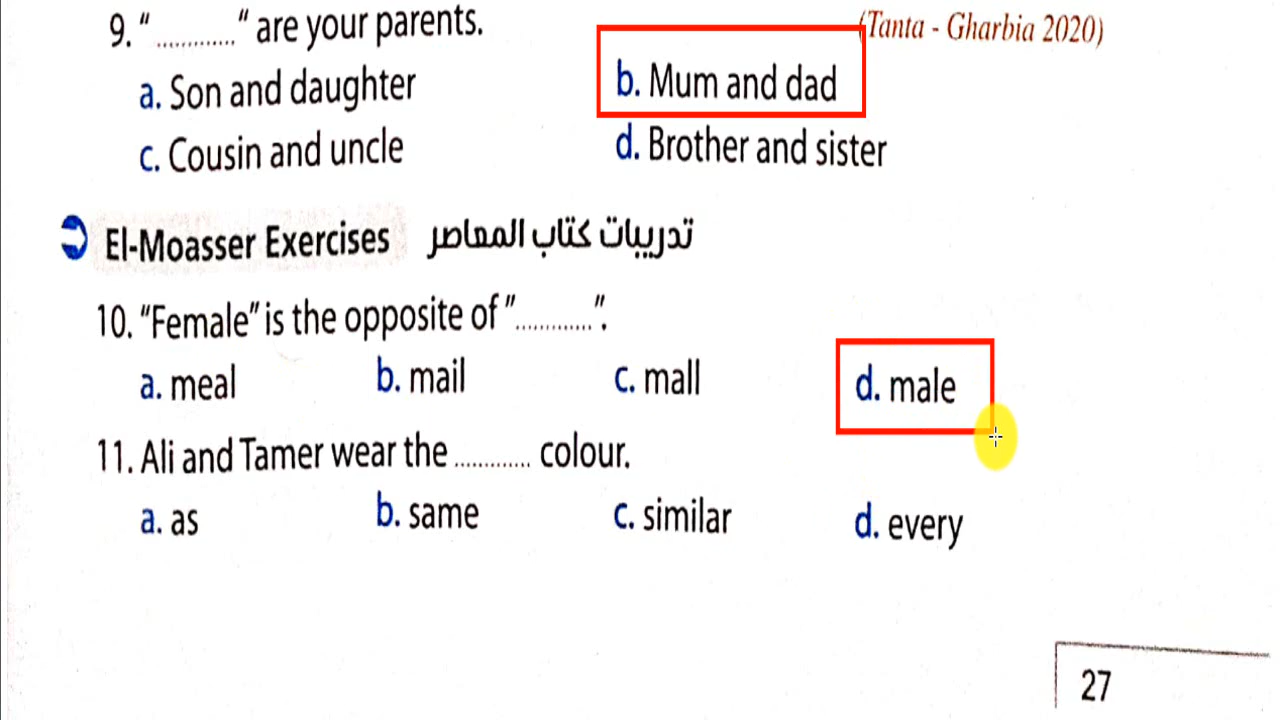 9. “ ............. “ are your parents. (Tanta - Gharbia 2020)
a. Son and daughter b. Mum and dad
c. Cousin and uncle d. Brother and sister
El-Moasser Exercises تدريبات كتاب المعاصر
10. “Female” is the opposite of “ ............. ”.
a. meal b. mail c. mall d. male
11. Ali and Tamer wear the ............. colour.
a. as b. same c. similar d. every
27